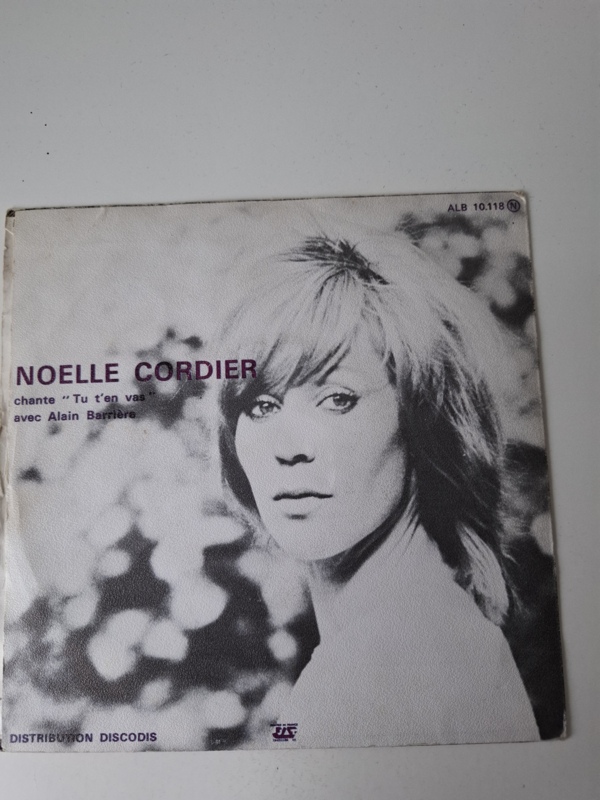 ALB 10.118 N
NOELLE CORDIER
chante "Tu t'en vas"
avec Alain Barrière
DISTRIBUTION DISCODIS